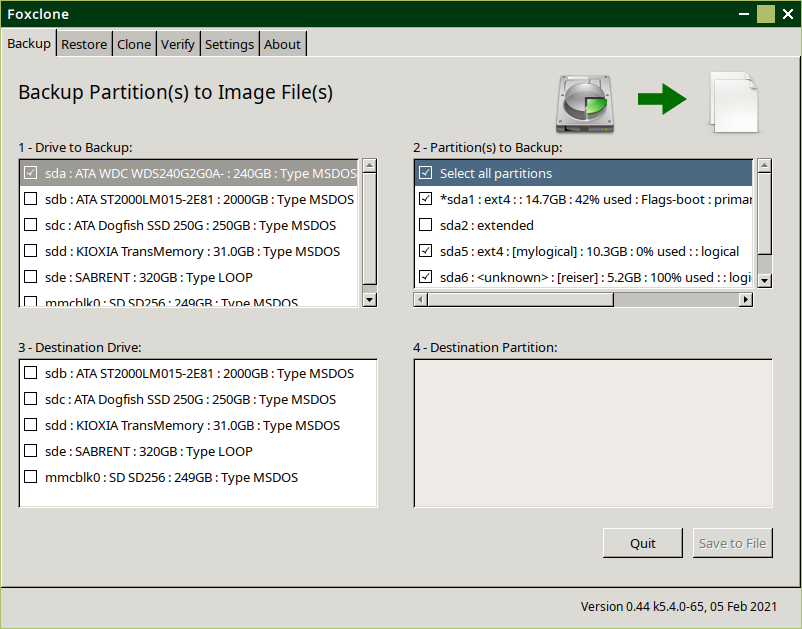 Foxclone
Backup Restore Clone Verify Settings About
Backup Partition(s) to Image File(s)
1 - Drive to Backup:
sda : ATA WDC WDS240G2G0A- : 240GB : Type MSDOS
sdb : ATA ST2000LM015-2E81 : 2000GB : Type MSDOS
sdc : ATA Dogfish SSD 250G : 250GB : Type MSDOS
sdd : KIOXIA TransMemory : 31.0GB : Type MSDOS
sde : SABRENT : 320GB : Type LOOP
mmcblk0 : SD SD256 : 249GB : Type MSDOS
2 - Partition(s) to Backup:
Select all partitions
*sda1 : ext4 : : 14.7GB : 42% used : Flags-boot : primar
sda2 : extended
sda5 : ext4 : [mylogical] : 10.3GB : 0% used : : logical
sda6 : <unknown> : [reiser] : 5.2GB : 100% used : : logi
3 - Destination Drive:
sdb : ATA ST2000LM015-2E81 : 2000GB : Type MSDOS
sdc : ATA Dogfish SSD 250G : 250GB : Type MSDOS
sdd : KIOXIA TransMemory : 31.0GB : Type MSDOS
sde : SABRENT : 320GB : Type LOOP
mmcblk0 : SD SD256 : 249GB : Type MSDOS
4 - Destination Partition:
Quit
Save to File
Version 0.44 k5.4.0-65, 05 Feb 2021